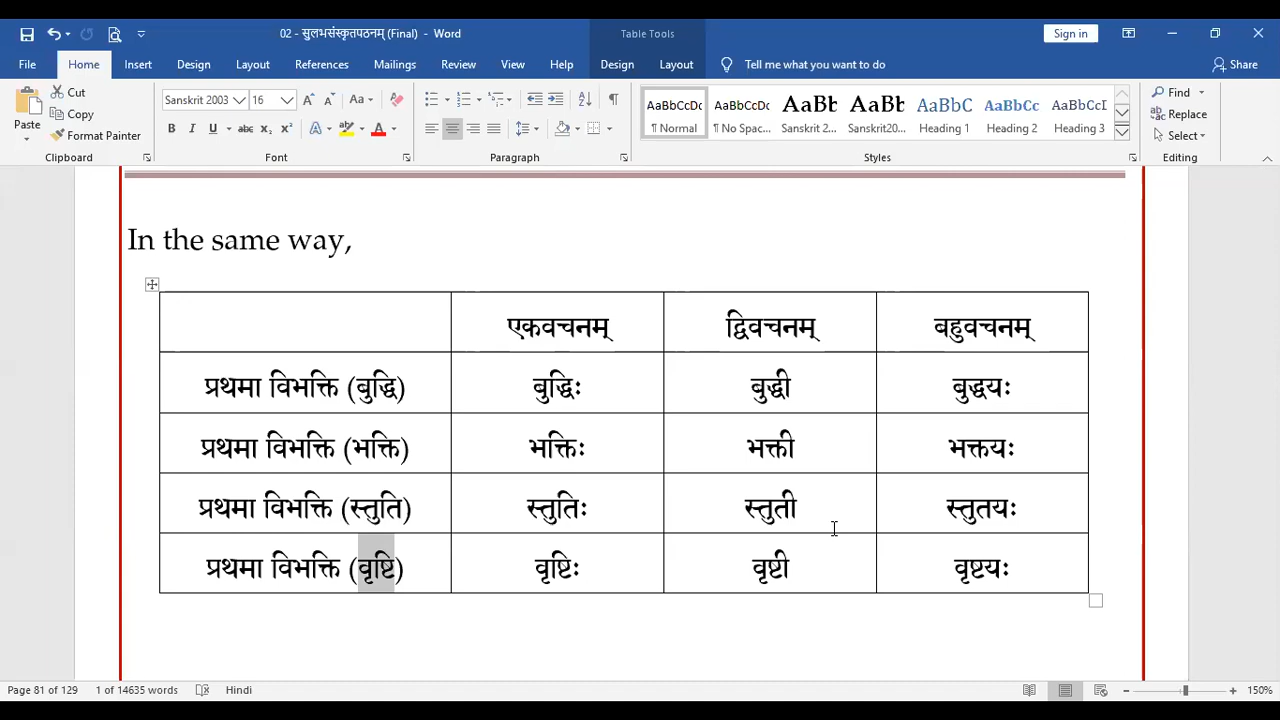 02 - सुलभसंस्कृतपठनम् (Final) - Word
Table Tools
Sign in
File Home Insert Design Layout References Mailings Review View Help Design Layout Tell me what you want to do Share
Paste
Cut
Copy
Format Painter
Clipboard
Sanskrit 2003 16
Font
Paragraph
AaBbCcDc ¶ Normal
AaBbCcDc ¶ No Spac...
AaBb Sanskrit 2...
AaBb Sanskrit20...
AaBbC Heading 1
AaBbCc Heading 2
AaBbCcD Heading 3
Styles
Find
Replace
Select
Editing
In the same way,
एकवचनम् द्विवचनम् बहुवचनम्
प्रथमा विभक्ति (बुद्धि) बुद्धिः बुद्धी बुद्धयः
प्रथमा विभक्ति (भक्ति) भक्तिः भक्ती भक्तयः
प्रथमा विभक्ति (स्तुति) स्तुतिः स्तुती स्तुतयः
प्रथमा विभक्ति (वृष्टि) वृष्टिः वृष्टी वृष्टयः
Page 81 of 129 1 of 14635 words Hindi 150%